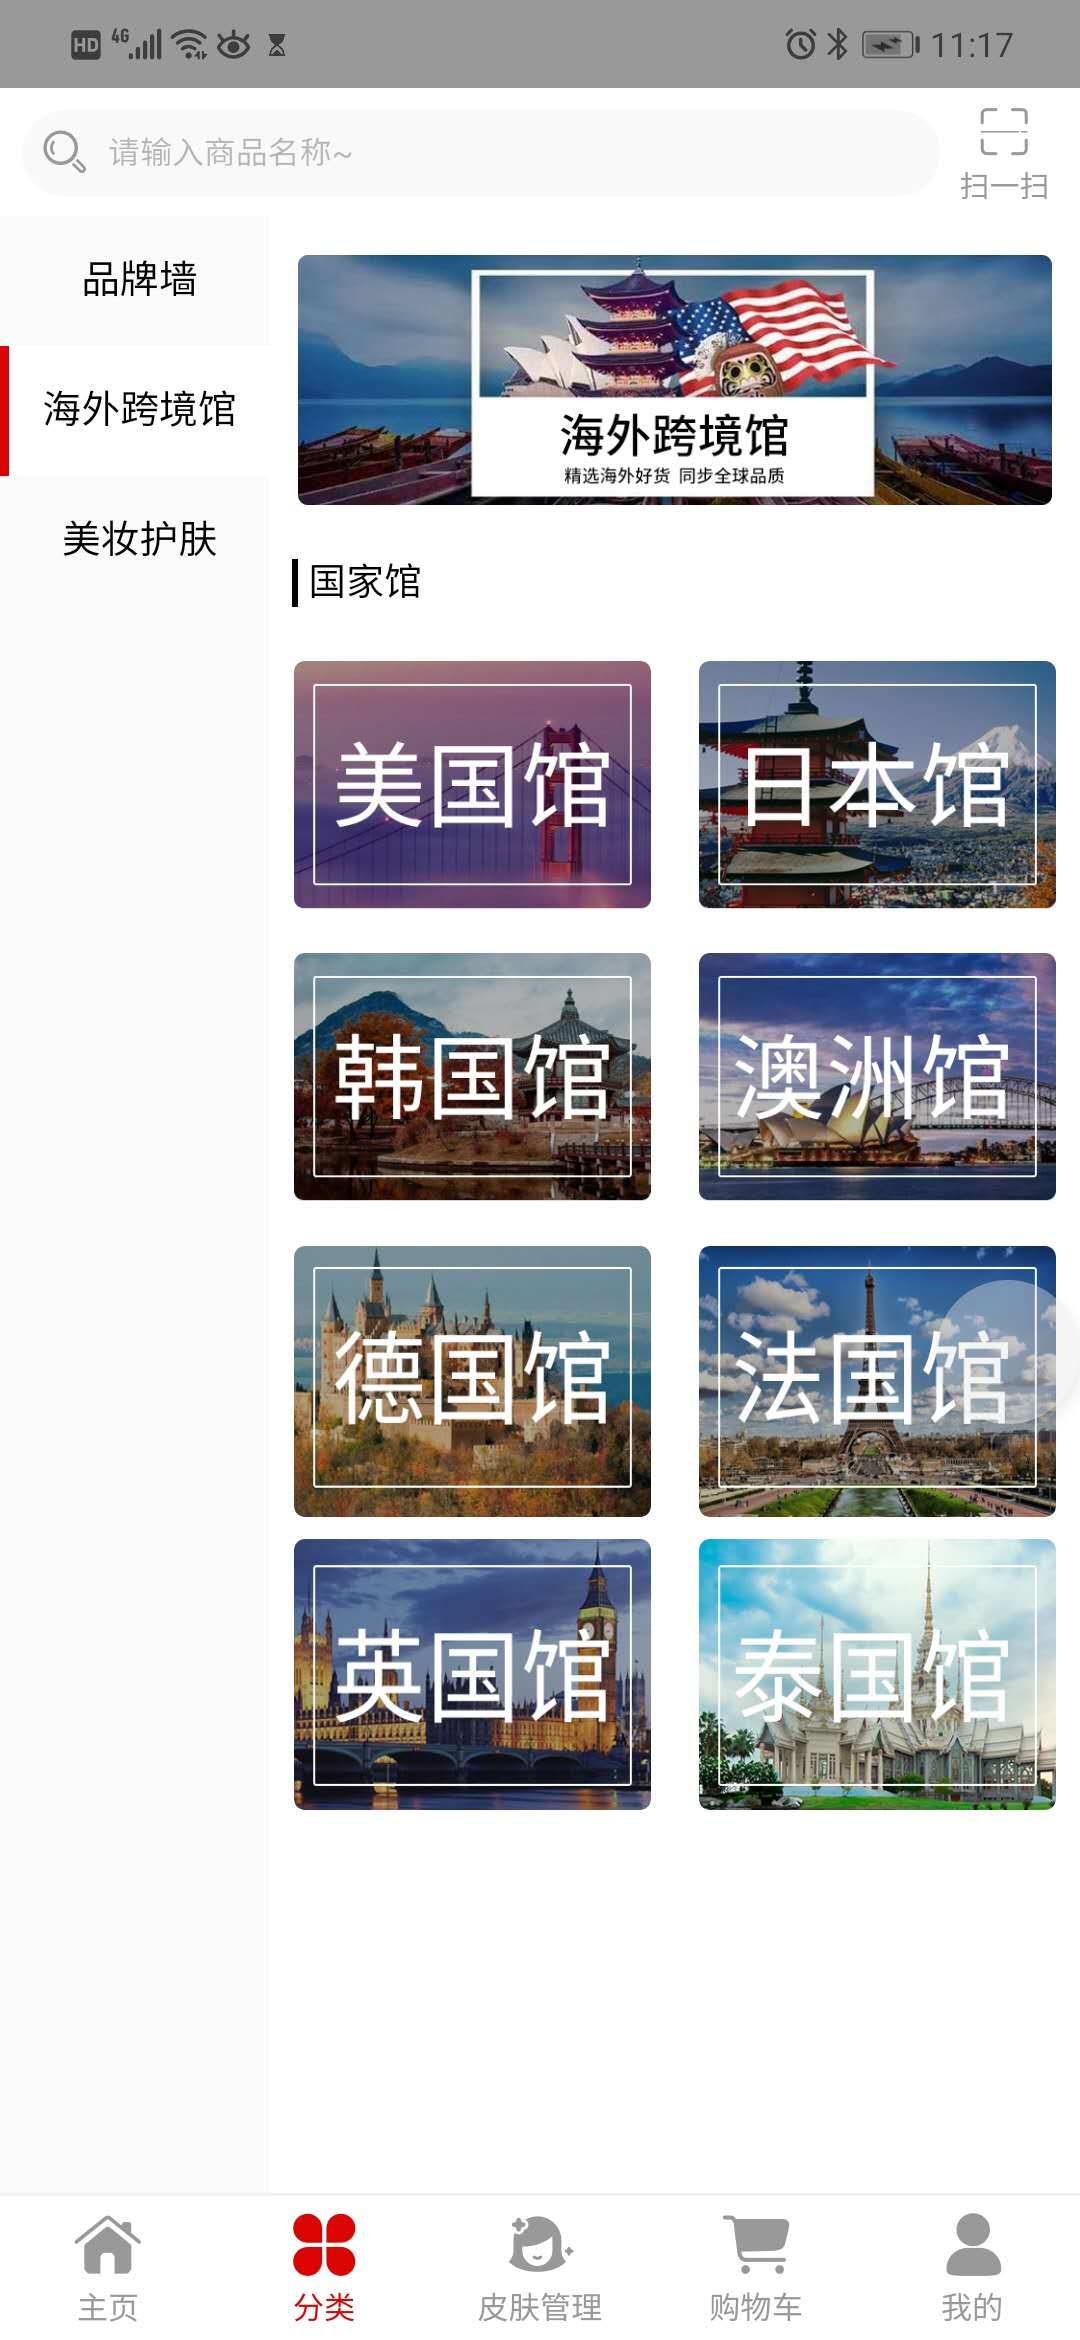 HD 4G 11:17
请输入商品名称~
扫一扫
品牌墙
海外跨境馆
美妆护肤
海外跨境馆
精选海外好货 同步全球品质
国家馆
美国馆 日本馆
韩国馆 澳洲馆
德国馆 法国馆
英国馆 泰国馆
主页 分类 皮肤管理 购物车 我的